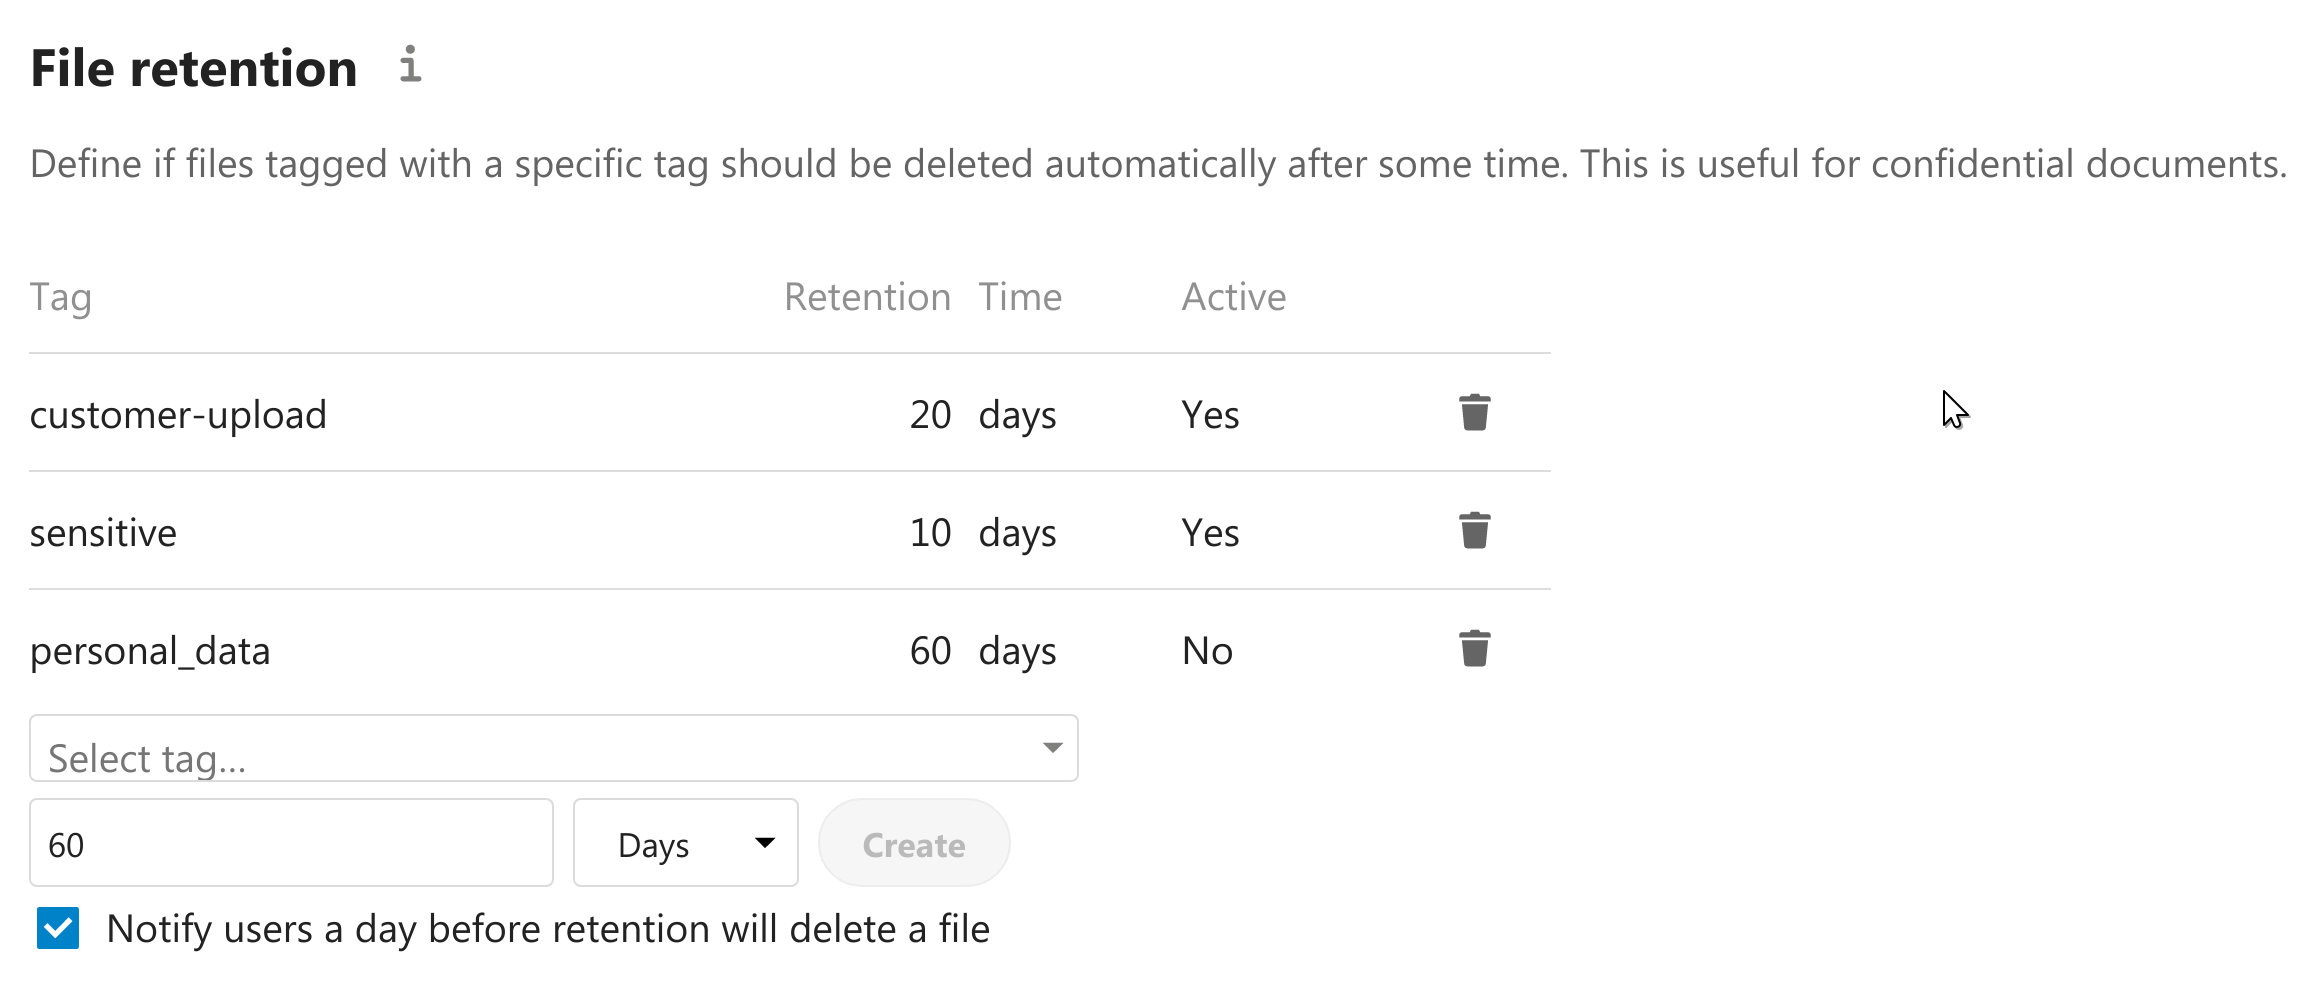 File retention
Define if files tagged with a specific tag should be deleted automatically after some time. This is useful for confidential documents.
Tag Retention Time Active
customer-upload 20 days Yes
sensitive 10 days Yes
personal_data 60 days No
Select tag...
60 Days Create
Notify users a day before retention will delete a file